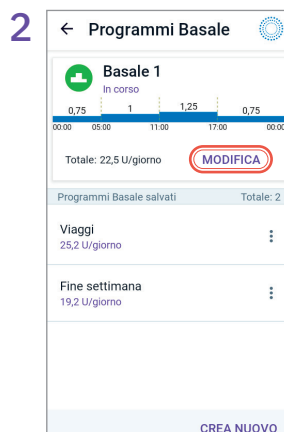 2
← Programmi Basale
Basale 1
In corso
0,75 1 1,25 0,75
00:00 05:00 11:00 17:00 00:00
Totale: 22,5 U/giorno MODIFICA
Programmi Basale salvati Totale: 2
Viaggi
25,2 U/giorno
Fine settimana
19,2 U/giorno
CREA NUOVO